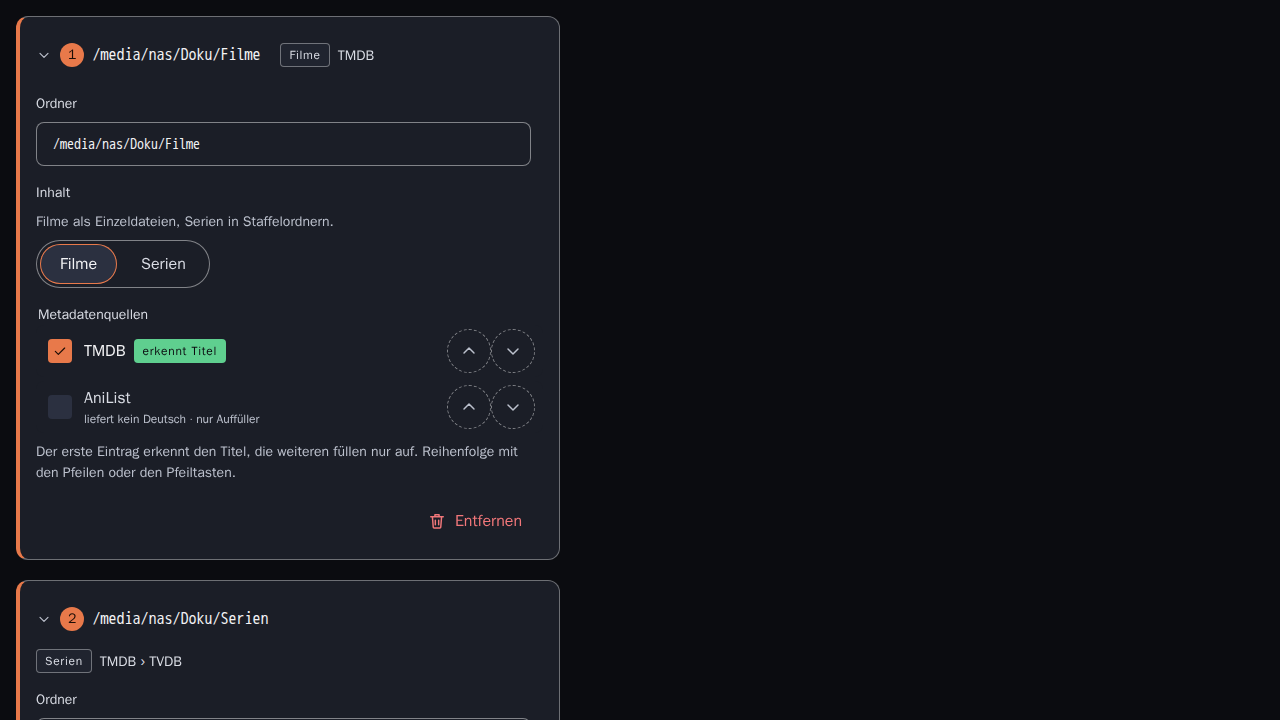 1 /media/nas/Doku/Filme Filme TMDB
Ordner
/media/nas/Doku/Filme
Inhalt
Filme als Einzeldateien, Serien in Staffelordnern.
Filme Serien
Metadatenquellen
TMDB erkennt Titel
AniList
liefert kein Deutsch · nur Auffüller
Der erste Eintrag erkennt den Titel, die weiteren füllen nur auf. Reihenfolge mit
den Pfeilen oder den Pfeiltasten.
Entfernen
2 /media/nas/Doku/Serien
Serien TMDB › TVDB
Ordner